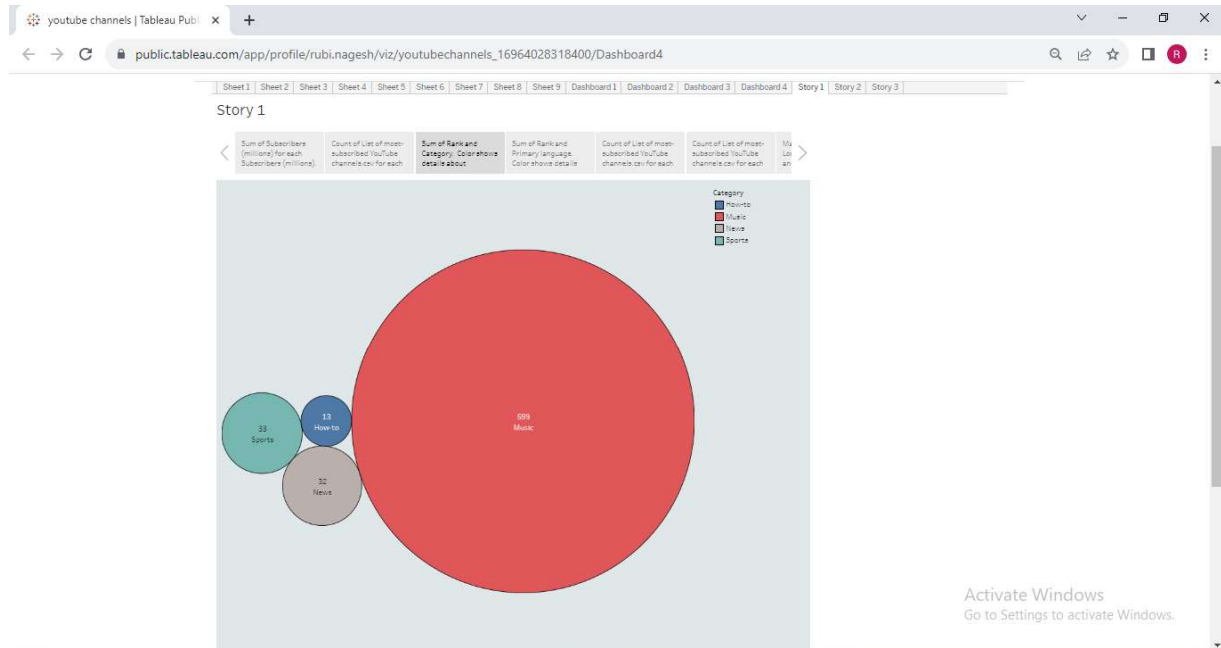 youtube channels | Tableau Publ
public.tableau.com/app/profile/rubi.nagesh/viz/youtubechannels_16964028318400/Dashboard4
R
Sheet 1 Sheet 2 Sheet 3 Sheet 4 Sheet 5 Sheet 6 Sheet 7 Sheet 8 Sheet 9 Dashboard 1 Dashboard 2 Dashboard 3 Dashboard 4 Story 1 Story 2 Story 3
Story 1
Sum of Subscribers
(millions) for each
Subscribers (millions).
Count of List of most-
subscribed YouTube
channels.csv for each
Sum of Rank and
Category. Color shows
details about
Sum of Rank and
Primary language.
Color shows details
Count of List of most-
subscribed YouTube
channels.csv for each
Count of List of most-
subscribed YouTube
channels.csv for each
Category
How-to
Music
News
Sports
13
How-to
599
Music
33
Sports
32
News
Activate Windows
Go to Settings to activate Windows.